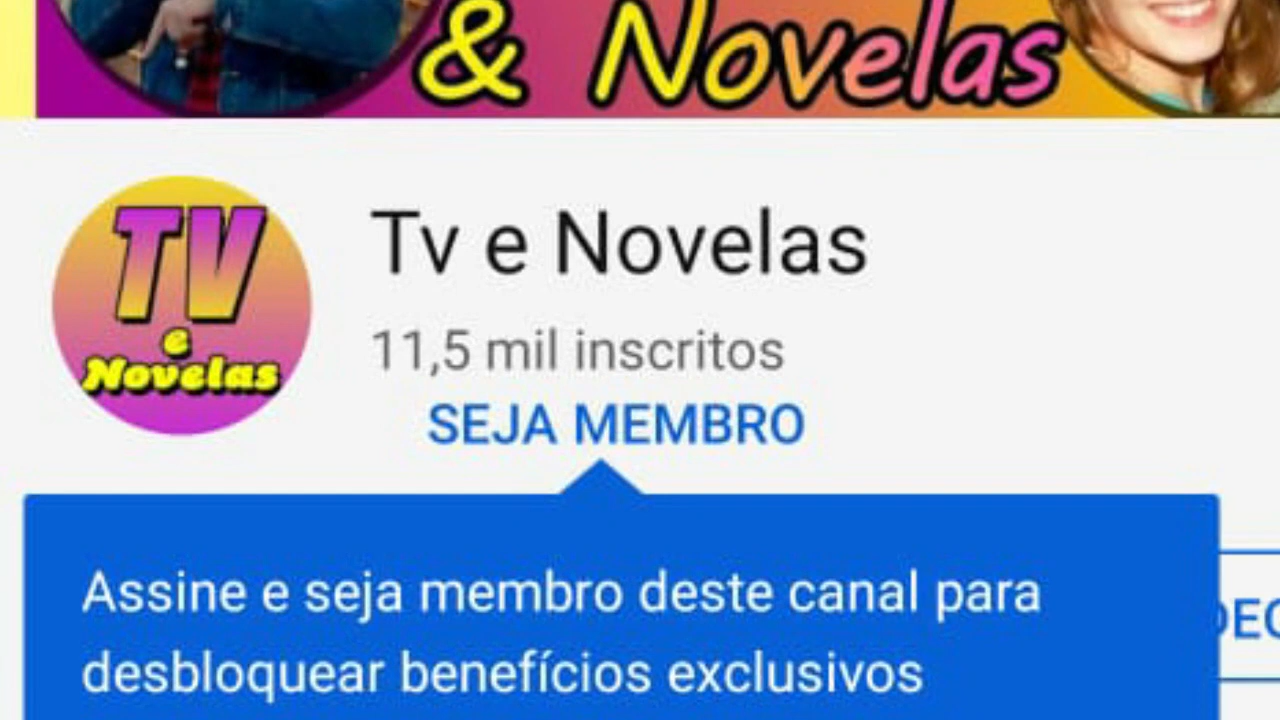 & Novelas
TV
e
Novelas
Tv e Novelas
11,5 mil inscritos
SEJA MEMBRO
Assine e seja membro deste canal para
desbloquear benefícios exclusivos